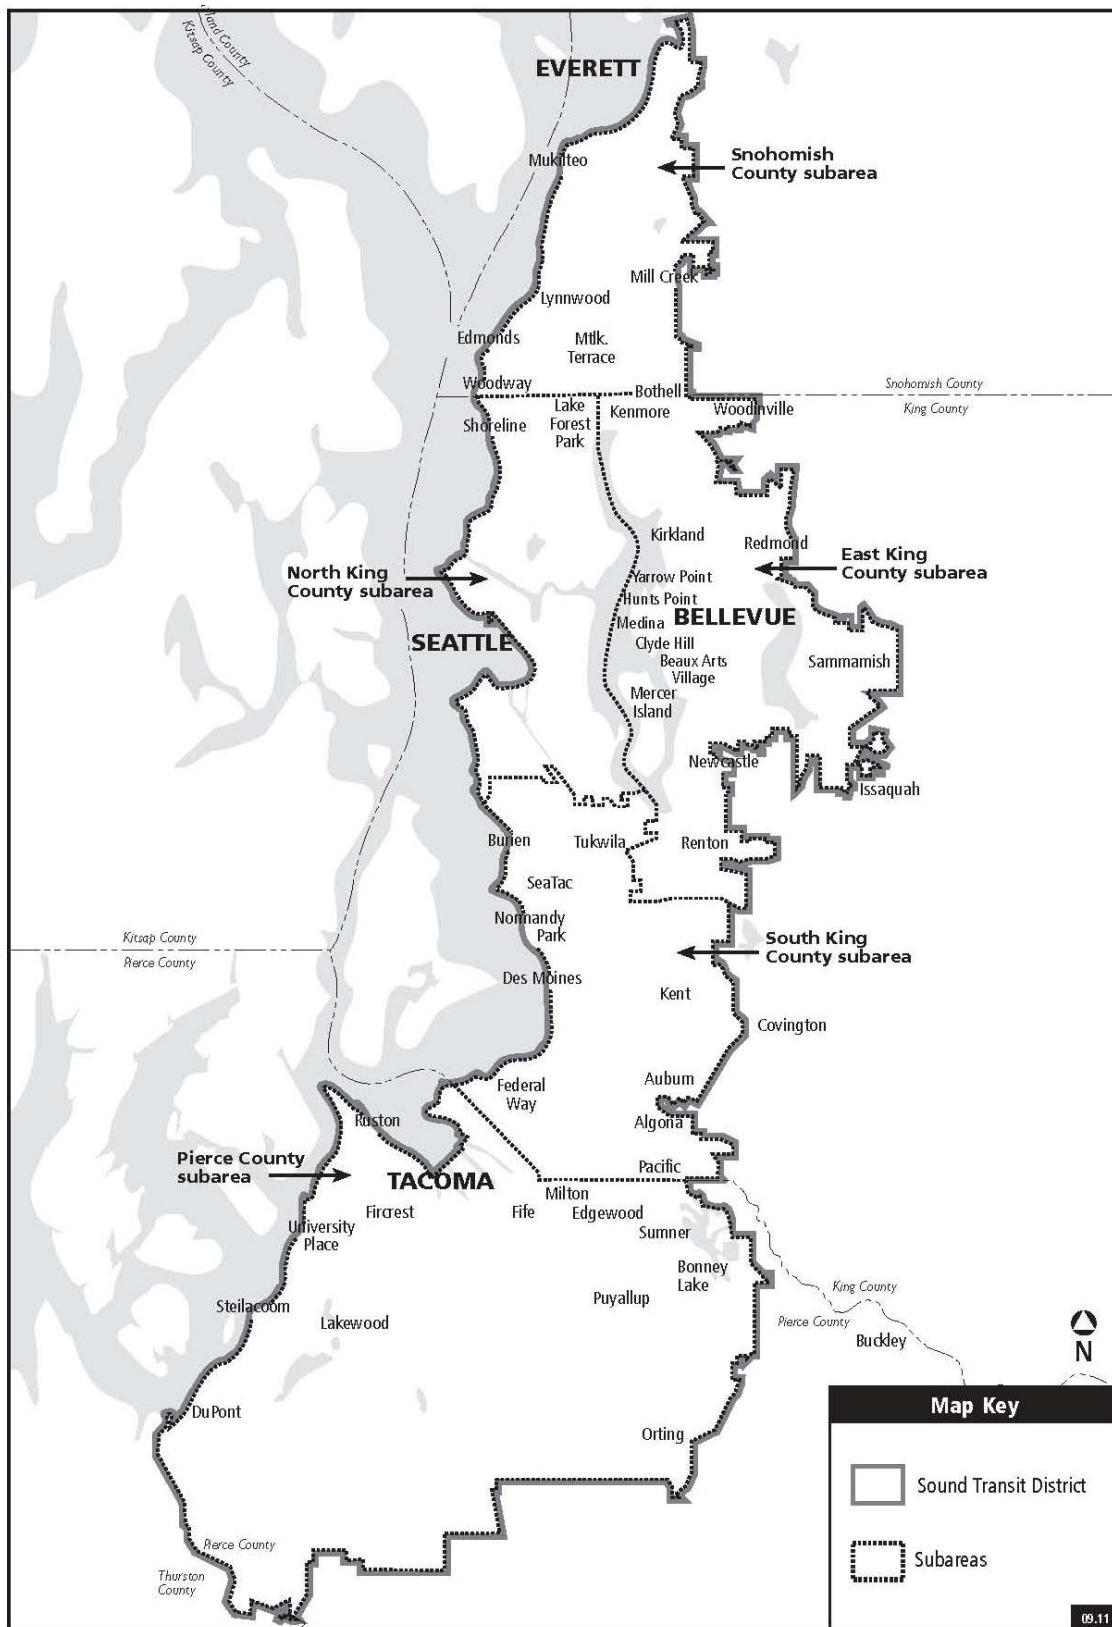 Island County
Kitsap County
EVERETT
Mukilteo
Snohomish
County subarea
Mill Creek
Lynnwood
Edmonds
Mtlk.
Terrace
Woodway
Bothell
Snohomish County
King County
Lake
Forest
Park
Kenmore
Woodinville
Shoreline
Kirkland
Redmond
East King
County subarea
North King
County subarea
Yarrow Point
Hunts Point
Medina
BELLEVUE
SEATTLE
Clyde Hill
Beaux Arts
Village
Sammamish
Mercer
Island
Newcastle
Issaquah
Burien
Tukwila
Renton
SeaTac
Normandy
Park
Kitsap County
Pierce County
South King
County subarea
Des Moines
Kent
Covington
Federal
Way
Auburn
Ruston
Algona
Pierce County
subarea
TACOMA
Pacific
Milton
Fircrest
Fife
Edgewood
University
Place
Sumner
Bonney
Lake
Puyallup
Steilacoom
Lakewood
King County
Pierce County
Buckley
N
DuPont
Orting
Map Key
Sound Transit District
Subareas
Pierce County
Thurston
County
09.11